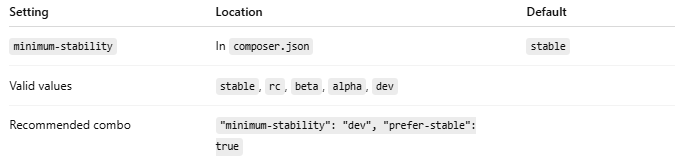 Setting Location Default
minimum-stability In composer.json stable
Valid values stable, rc, beta, alpha, dev
Recommended combo "minimum-stability": "dev", "prefer-stable":
true